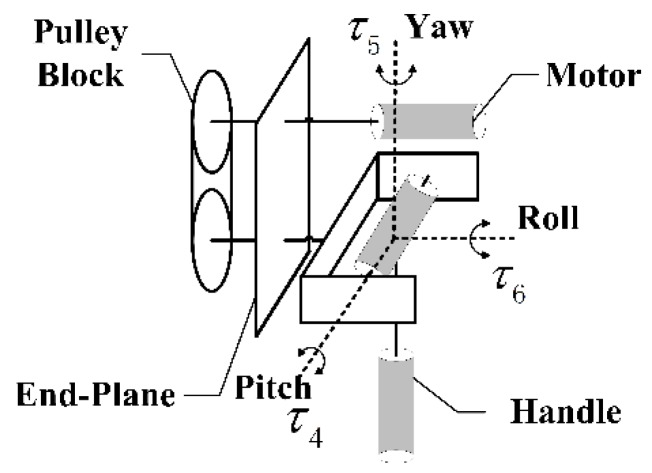 Pulley
Block
τ5 Yaw
Motor
Roll
τ6
End-Plane
Pitch
τ4
Handle